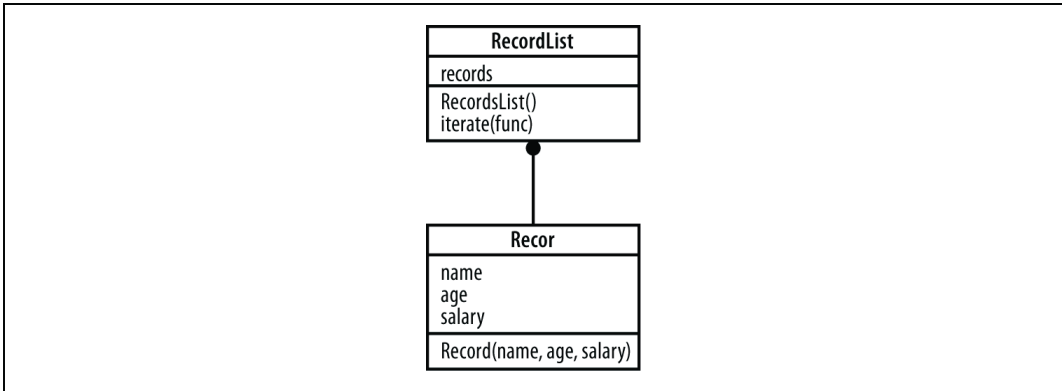 RecordList
records
RecordsList()
iterate(func)
Recor
name
age
salary
Record(name, age, salary)